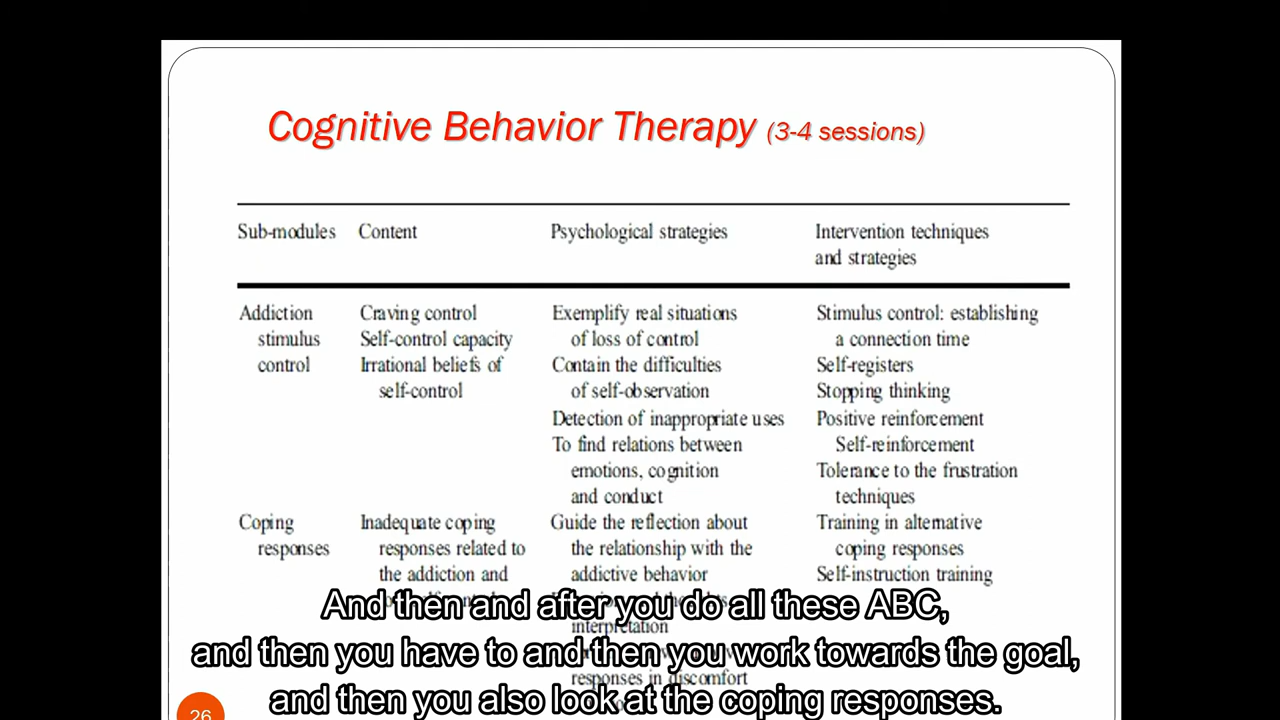 Cognitive Behavior Therapy (3-4 sessions)
Sub-modules Content Psychological strategies Intervention techniques
and strategies
Addiction Craving control Exemplify real situations Stimulus control: establishing
stimulus Self-control capacity of loss of control a connection time
control Irrational beliefs of Contain the difficulties Self-registers
self-control of self-observation Stopping thinking
Detection of inappropriate uses Positive reinforcement
To find relations between Self-reinforcement
emotions, cognition Tolerance to the frustration
and conduct techniques
Coping Inadequate coping Guide the reflection about Training in alternative
responses responses related to the relationship with the coping responses
the addiction and addictive behavior Self-instruction training
And then and after you do all these ABC,
interpretation
and then you have to and then you work towards the goal,
responses in discomfort
and then you also look at the coping responses.
26